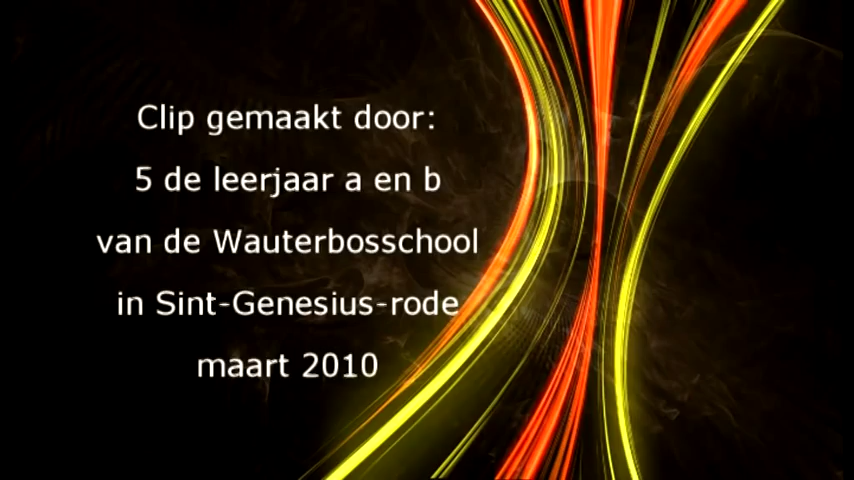 Clip gemaakt door:
5 de leerjaar a en b
van de Wauterbosschool
in Sint-Genesius-rode
maart 2010